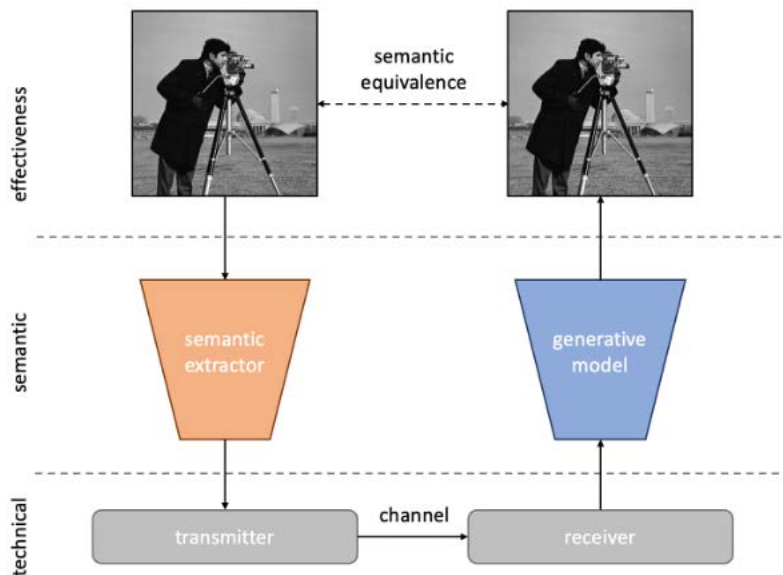 effectiveness
semantic
equivalence
semantic
semantic
extractor
generative
model
technical
transmitter
channel
receiver